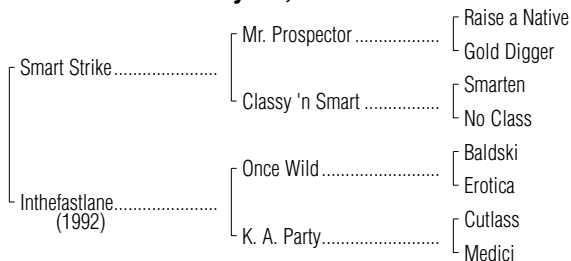 Raise a Native
Mr. Prospector ..................
Gold Digger
Smart Strike ......................
Smarten
Classy 'n Smart ................
No Class
Baldski
Once Wild .........................
Erotica
Inthefastlane ......................
(1992)
Cutlass
K. A. Party .........................
Medici